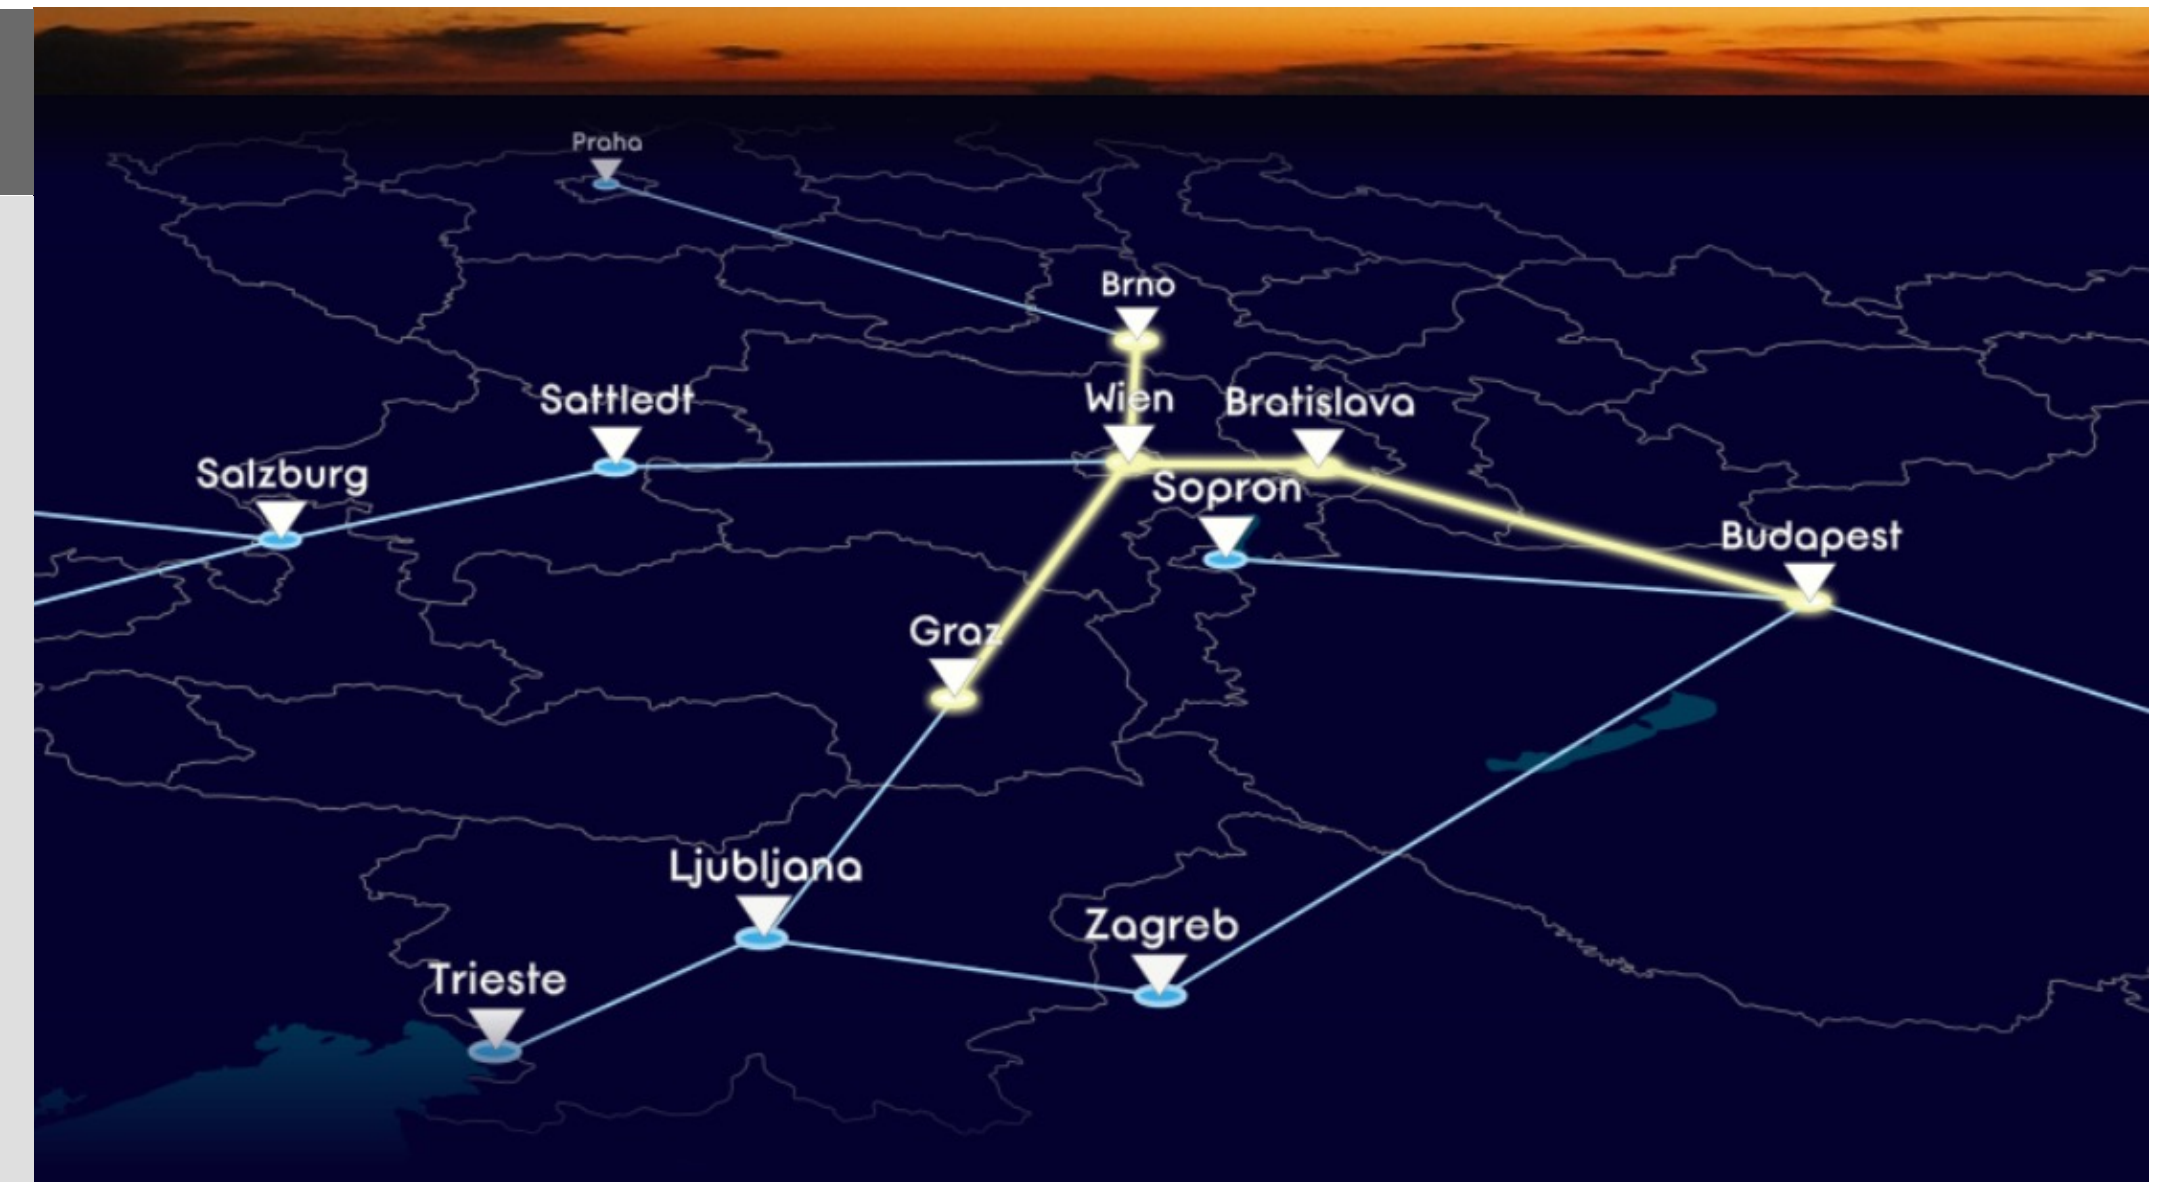 Praha
Brno
Sattledt
Wien
Bratislava
Salzburg
Sopron
Budapest
Graz
Ljubljana
Zagreb
Trieste